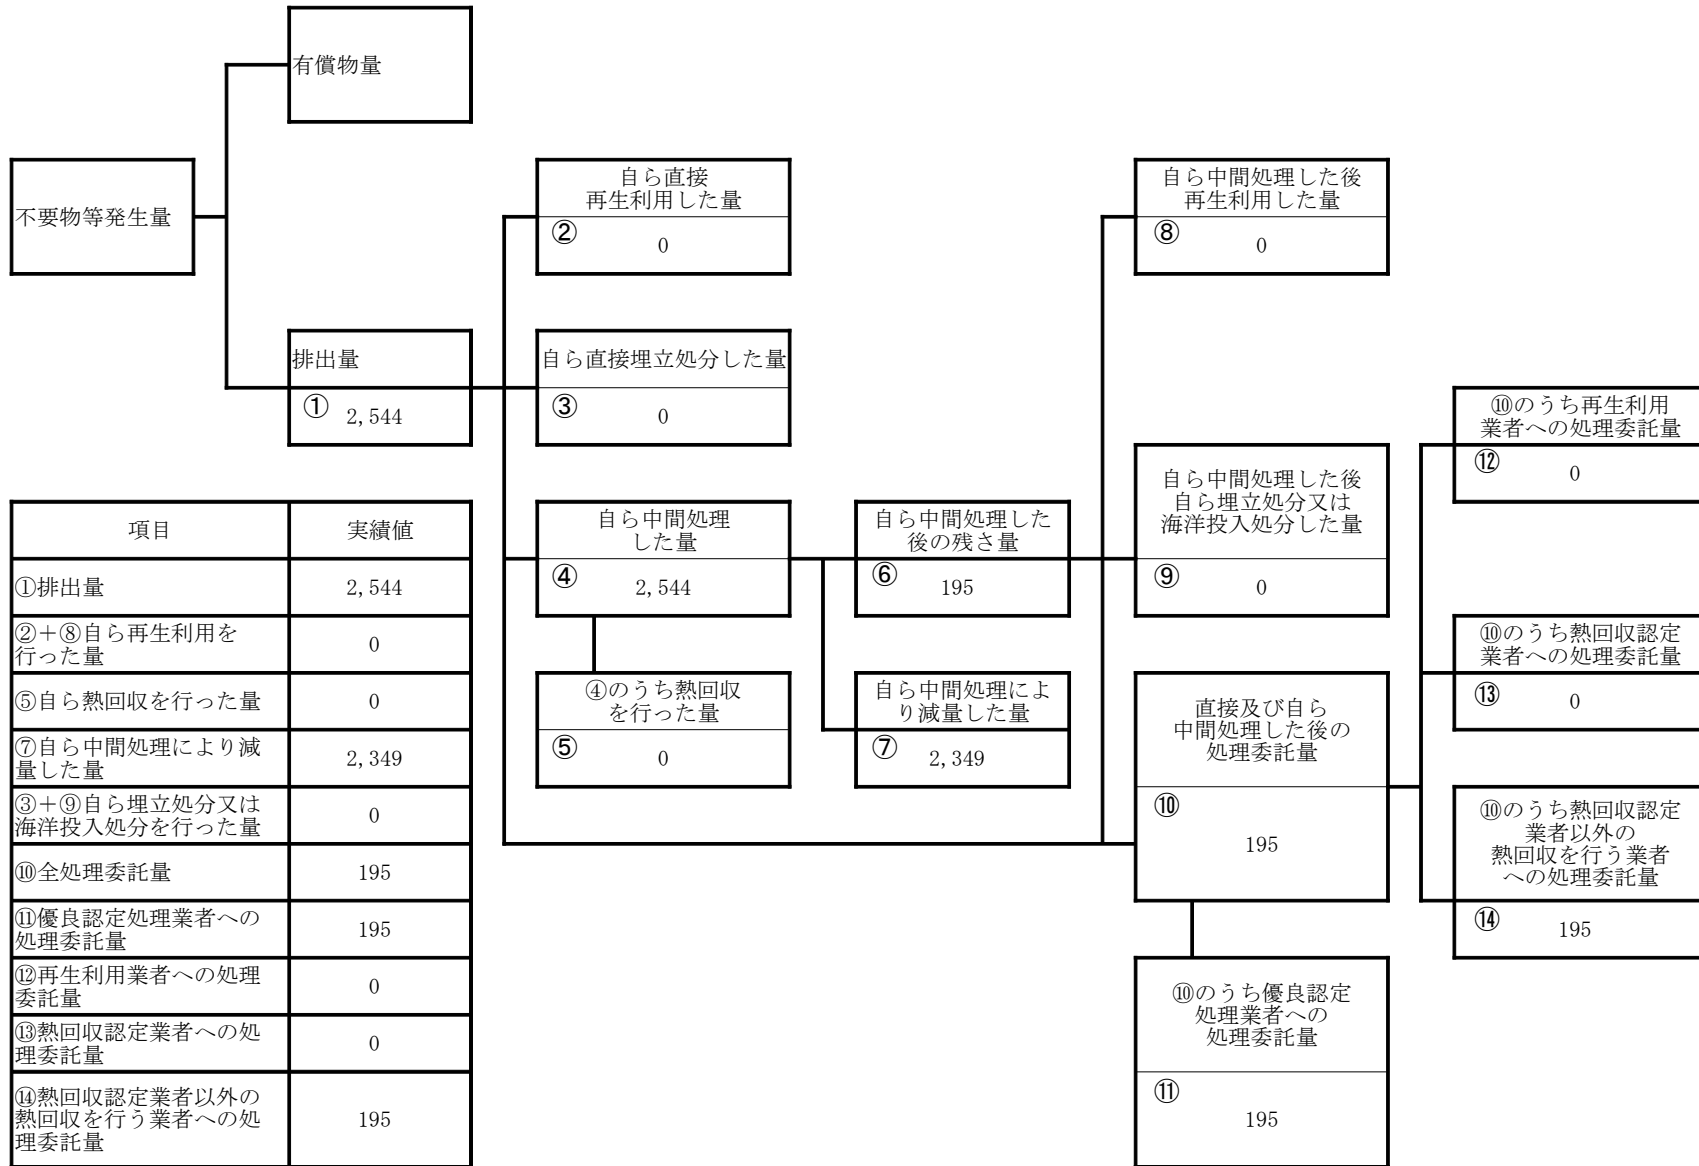 有償物量
不要物等発生量
自ら直接
再生利用した量
②
0
自ら中間処理した後
再生利用した量
⑧
0
排出量
①
2,544
自ら直接埋立処分した量
③
0
⑩のうち再生利用
業者への処理委託量
⑫
0
自ら中間処理
した量
④
2,544
自ら中間処理した
後の残さ量
⑥
195
自ら中間処理した後
自ら埋立処分又は
海洋投入処分した量
⑨
0
④のうち熱回収
を行った量
⑤
0
自ら中間処理によ
り減量した量
⑦
2,349
直接及び自ら
中間処理した後の
処理委託量
⑩
195
⑩のうち熱回収認定
業者への処理委託量
⑬
0
⑩のうち熱回収認定
業者以外の
熱回収を行う業者
への処理委託量
⑭
195
⑩のうち優良認定
処理業者への
処理委託量
⑪
195
項目 実績値
①排出量 2,544
②＋⑧自ら再生利用を
行った量 0
⑤自ら熱回収を行った量 0
⑦自ら中間処理により減
量した量 2,349
③＋⑨自ら埋立処分又は
海洋投入処分を行った量 0
⑩全処理委託量 195
⑪優良認定処理業者への
処理委託量 195
⑫再生利用業者への処理
委託量 0
⑬熱回収認定業者への処
理委託量 0
⑭熱回収認定業者以外の
熱回収を行う業者への処
理委託量 195